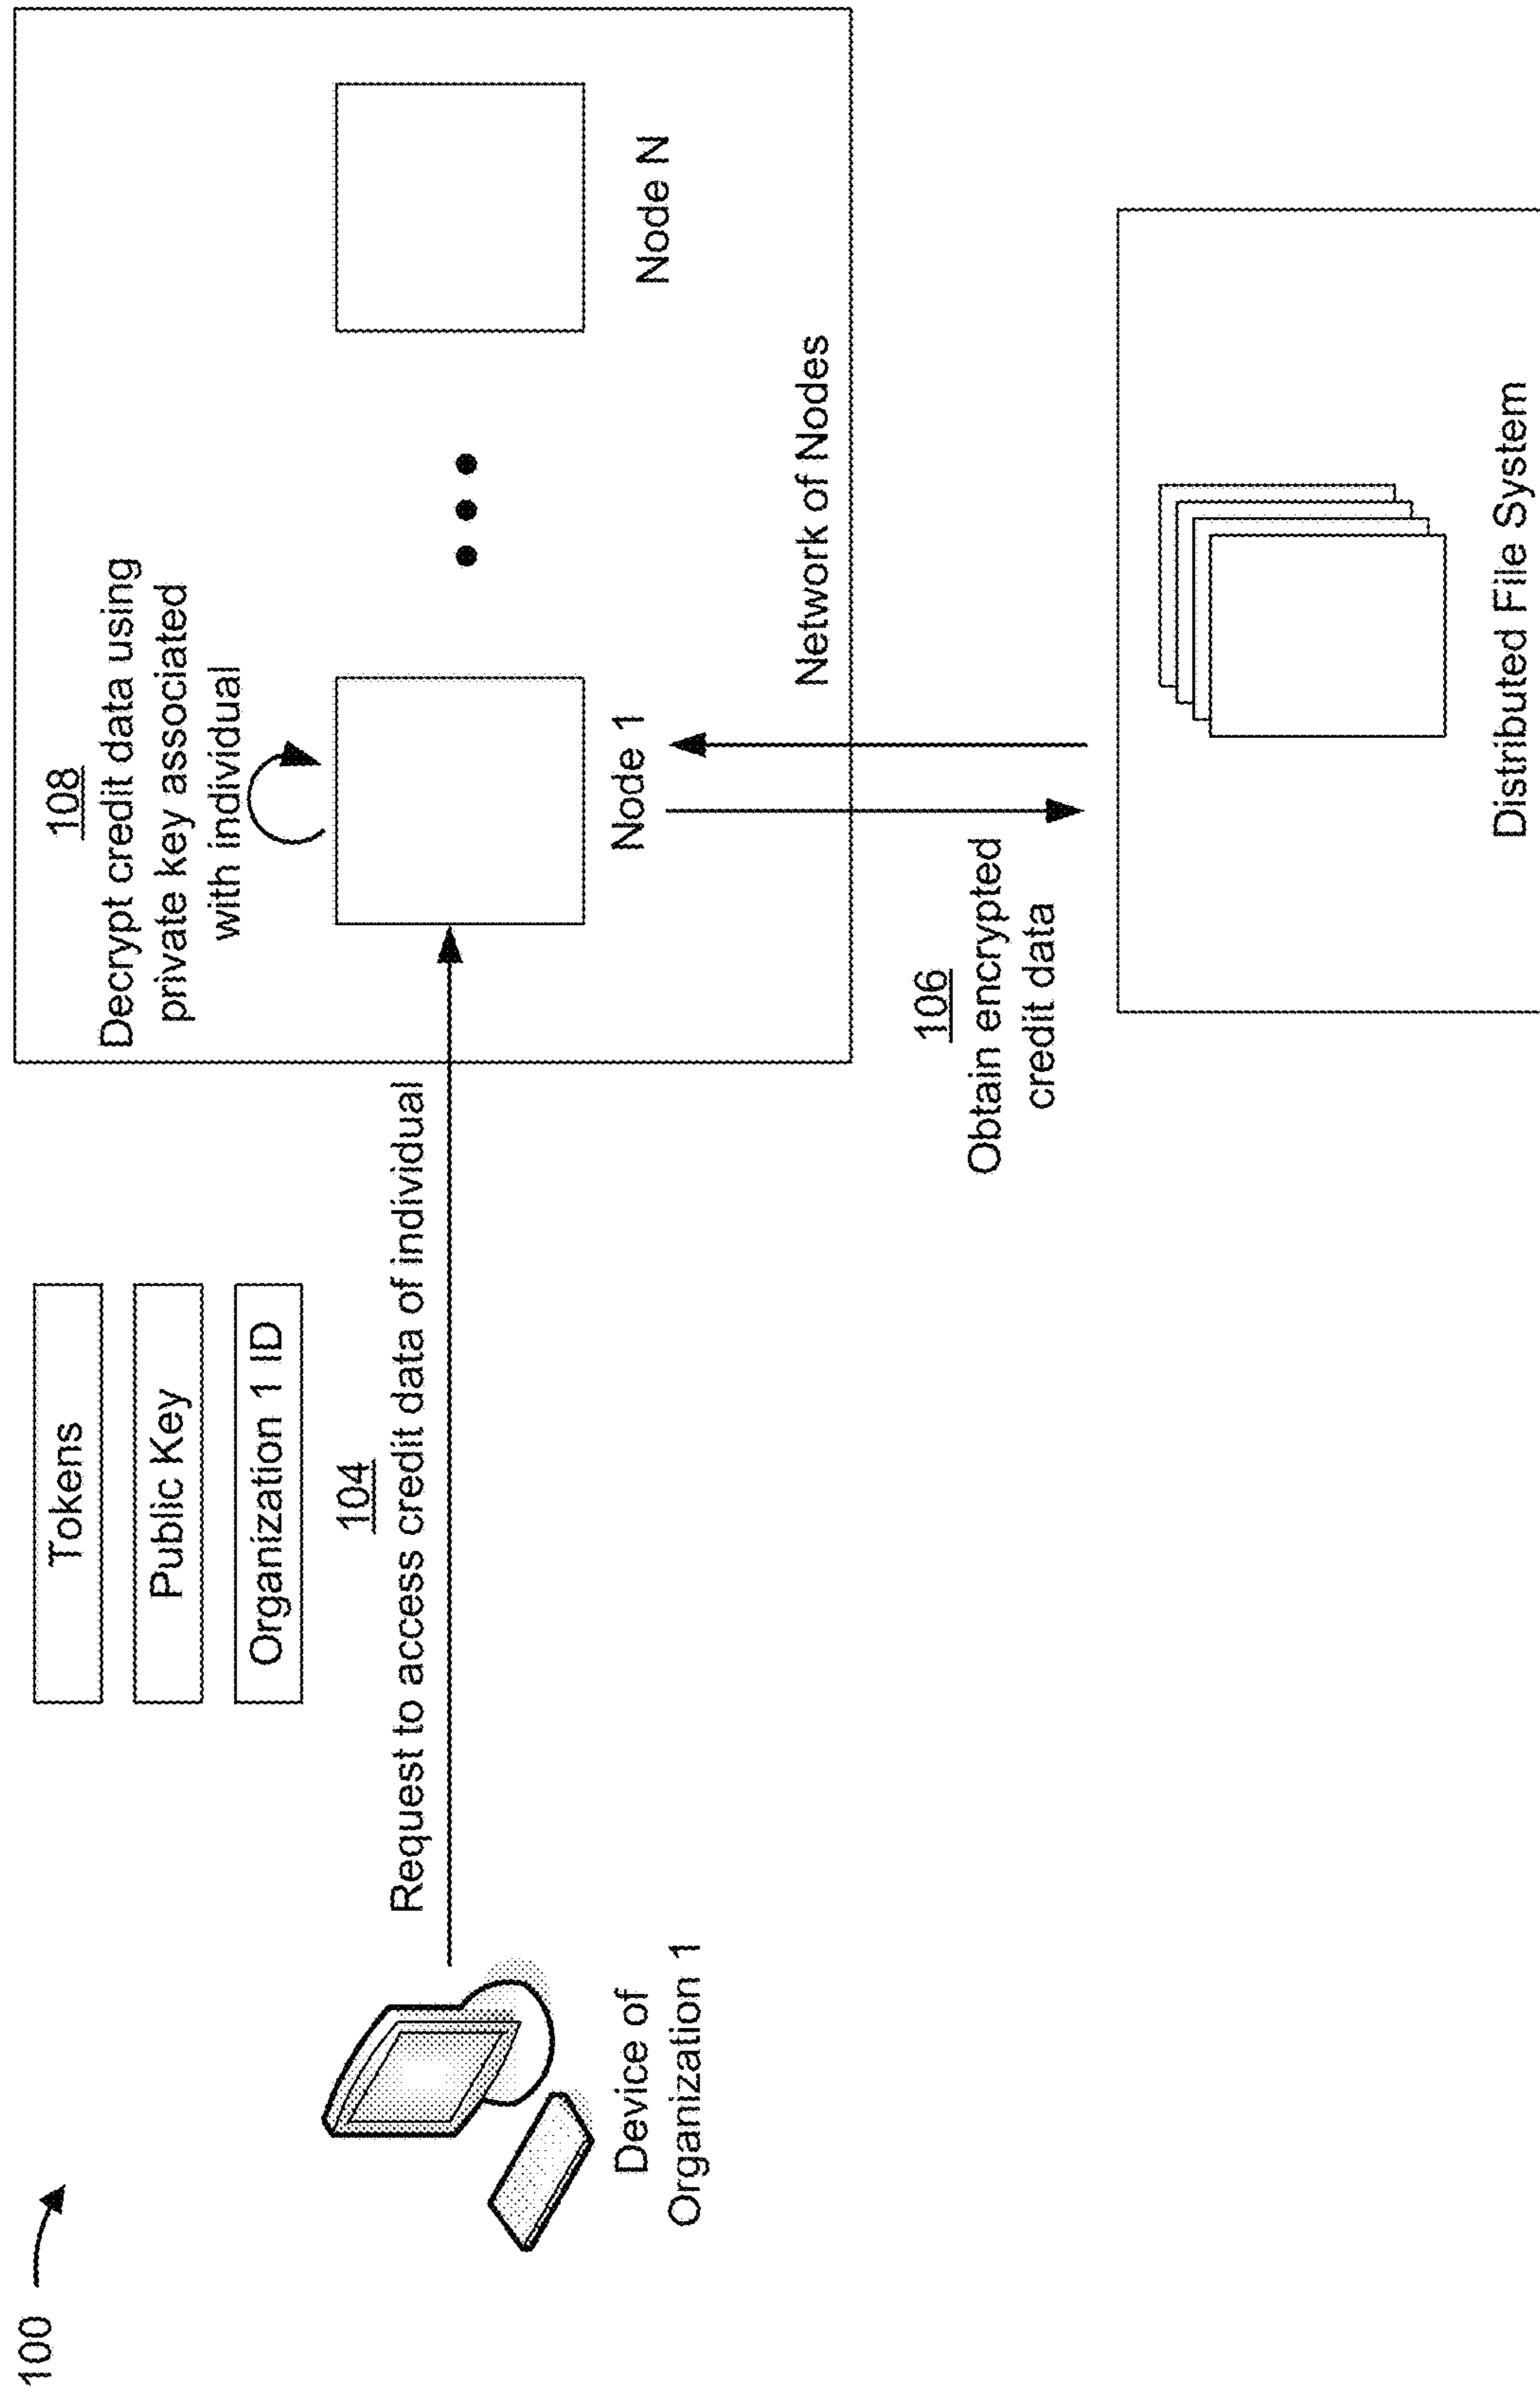 100
Tokens
Public Key
Organization 1 ID
104
Request to access credit data of individual
Device of
Organization 1
108
Decrypt credit data using
private key associated
with individual
Node 1
Node N
Network of Nodes
106
Obtain encrypted
credit data
Distributed File System